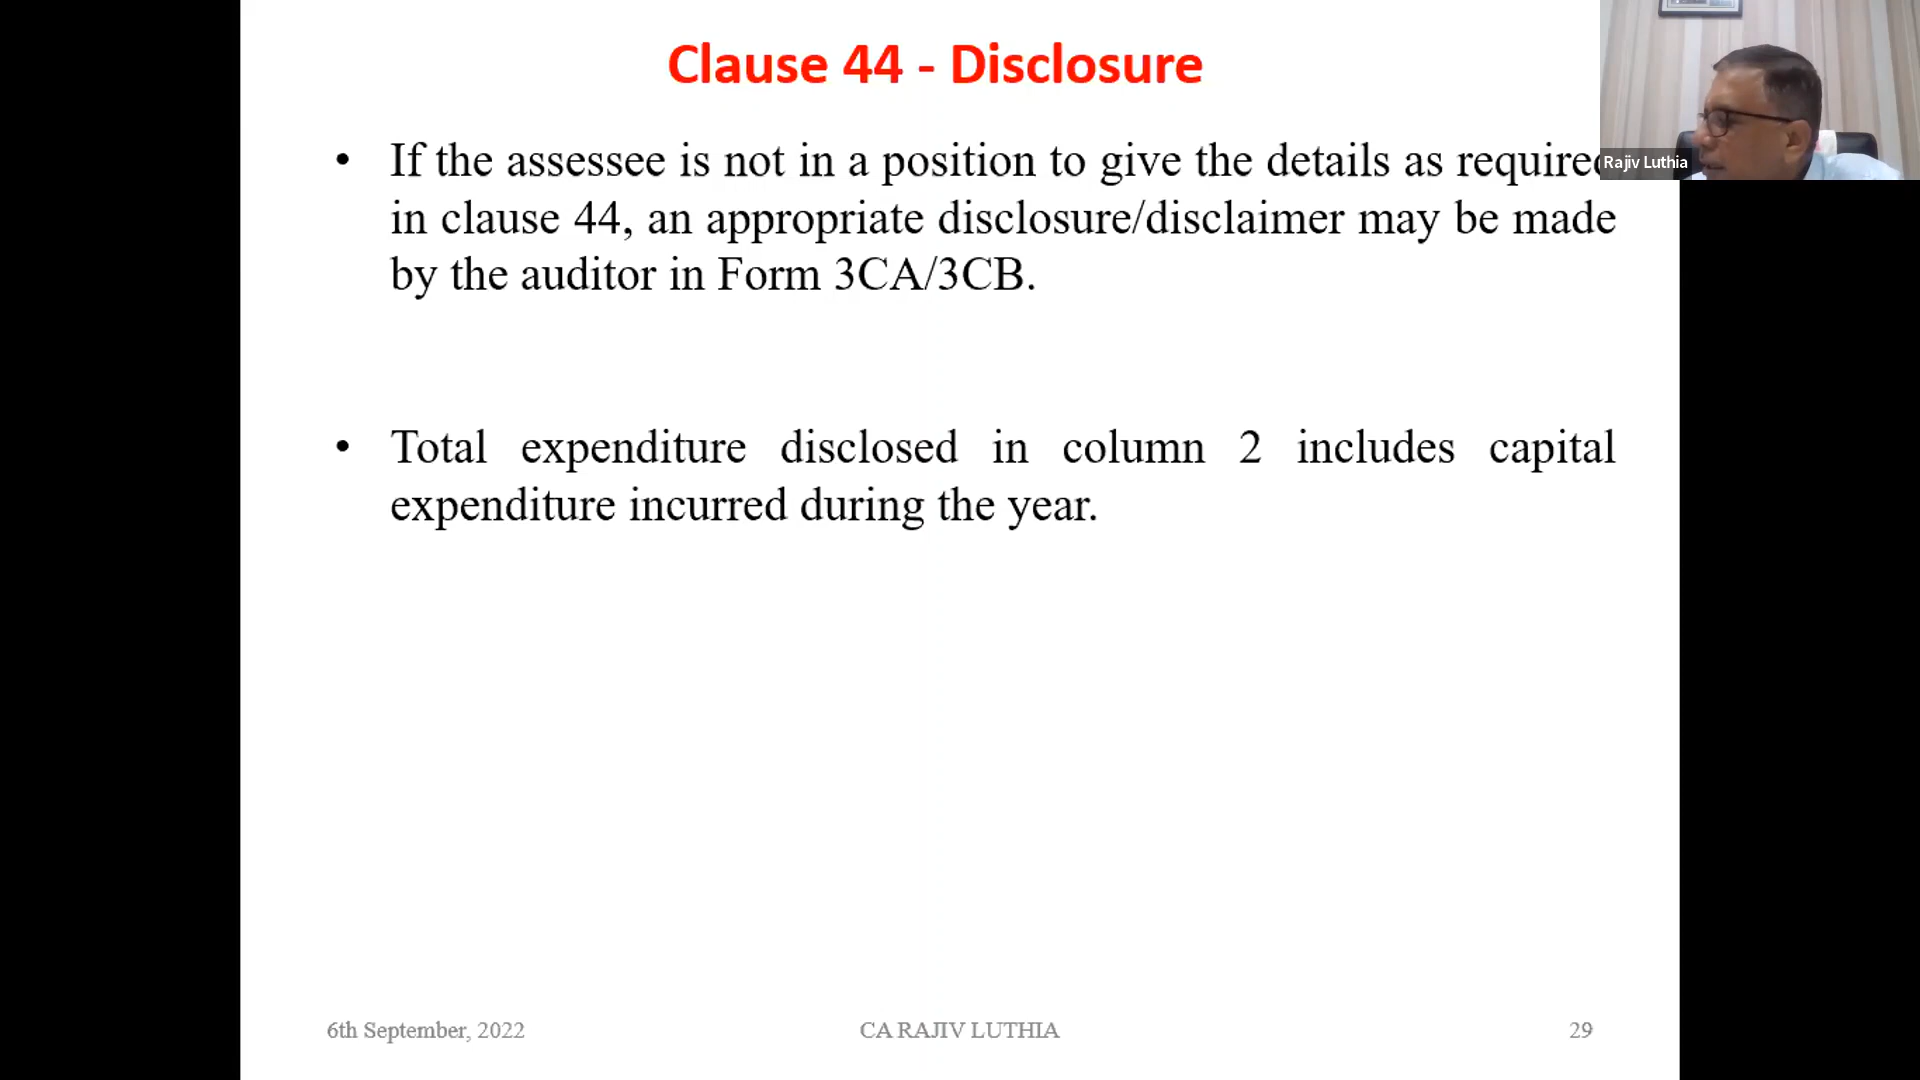 Clause 44 - Disclosure
• If the assessee is not in a position to give the details as required
in clause 44, an appropriate disclosure/disclaimer may be made
by the auditor in Form 3CA/3CB.
• Total expenditure disclosed in column 2 includes capital
expenditure incurred during the year.
Rajiv Luthia
6th September, 2022
CA RAJIV LUTHIA
29